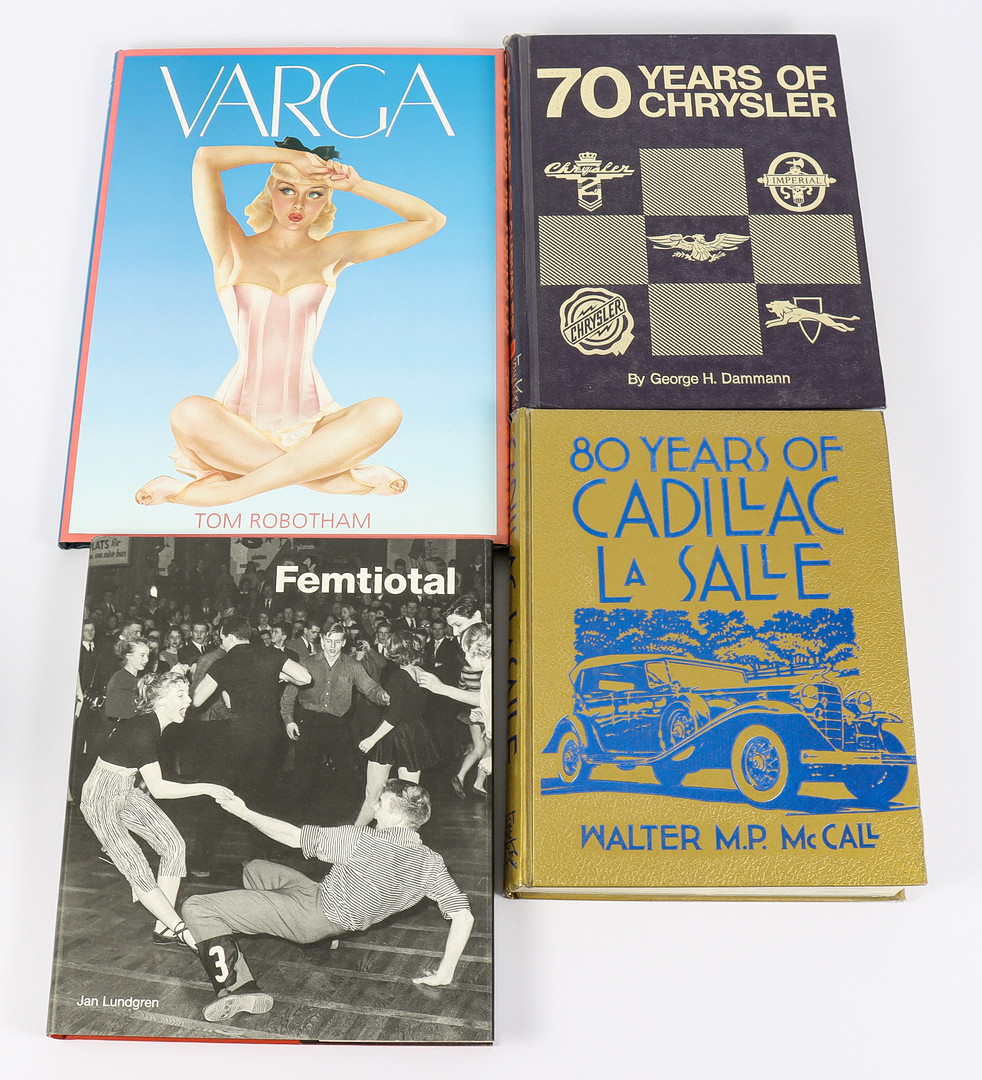 VARGA
TOM ROBOTHAM
70 YEARS OF
CHRYSLER
Chrysler
IMPERIAL
CHRYSLER
By George H. Dammann
Femtiotal
3
Jan Lundgren
80 YEARS OF
CADILLAC
LA SALLE
WALTER M.P. McCALL